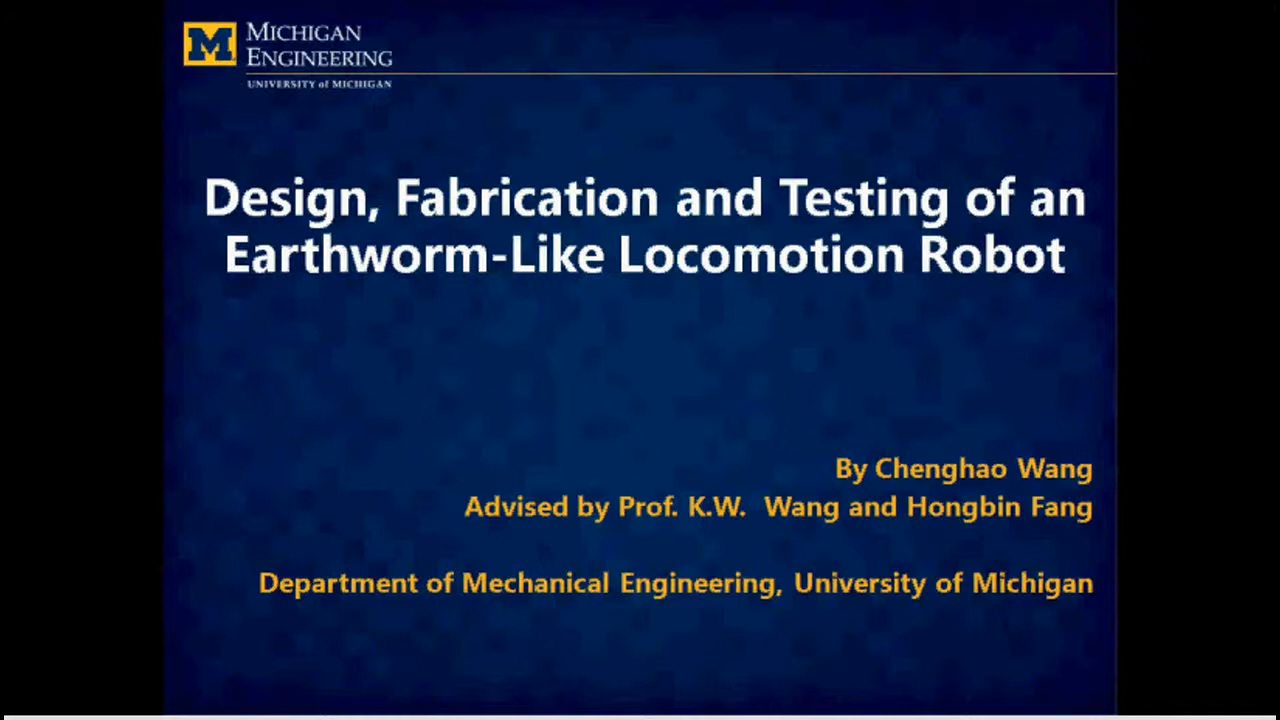 M
MICHIGAN
ENGINEERING
UNIVERSITY of MICHIGAN
Design, Fabrication and Testing of an
Earthworm-Like Locomotion Robot
By Chenghao Wang
Advised by Prof. K.W. Wang and Hongbin Fang
Department of Mechanical Engineering, University of Michigan